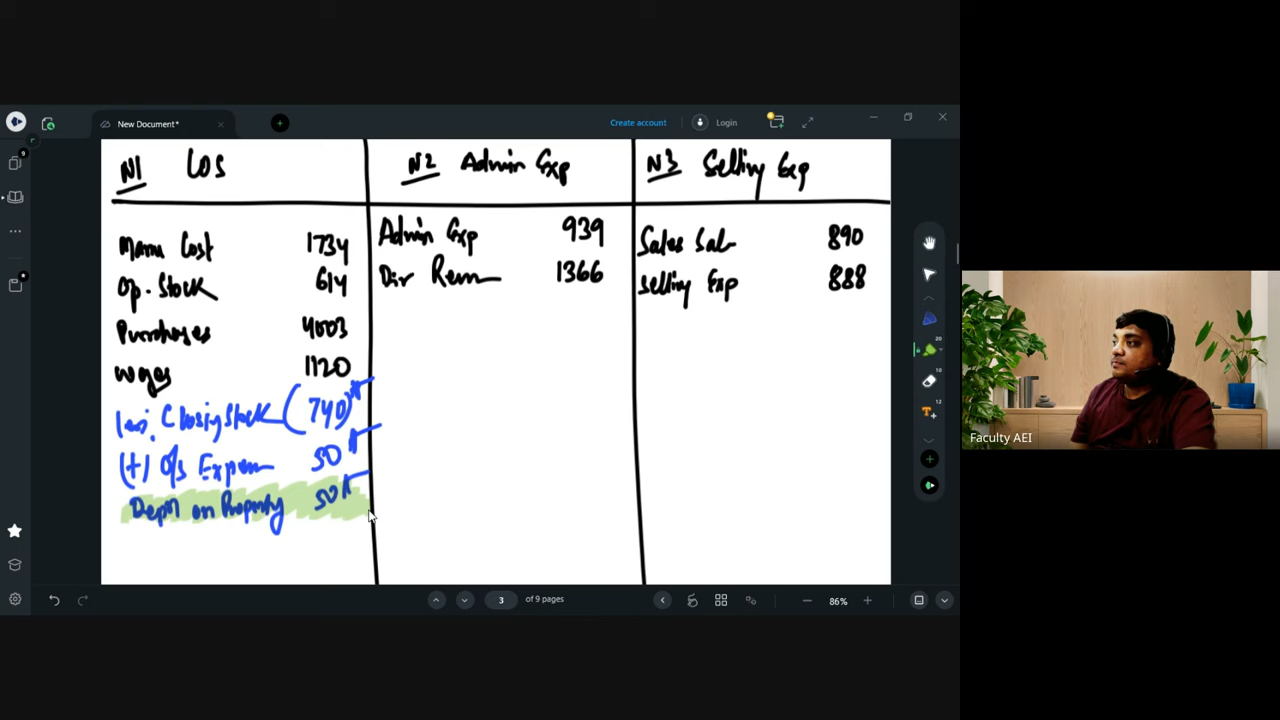 New Document*
Create account
Login
N1 COS
N2 Admin Exp
N3 Selling Exp
Manu Cost 1734
Op. Stock 614
Purchases 4003
Wages 1120
Less: Closing Stock (740)
(+) O/s Expen 50
Depn on Property 50
Admin Exp 939
Dir Rem 1366
Sales Sal 890
Selling Exp 888
Faculty AEI
3 of 9 pages
86%